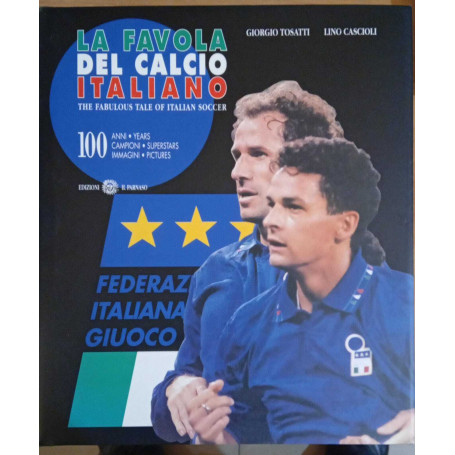 LA FAVOLA
DEL CALCIO
ITALIANO
THE FABULOUS TALE OF ITALIAN SOCCER
GIORGIO TOSATTI LINO CASCIOLI
100
ANNI • YEARS
CAMPIONI • SUPERSTARS
IMMAGINI • PICTURES
EDIZIONI IL PARNASO
FEDERAZI
ITALIANA
GIUOCO